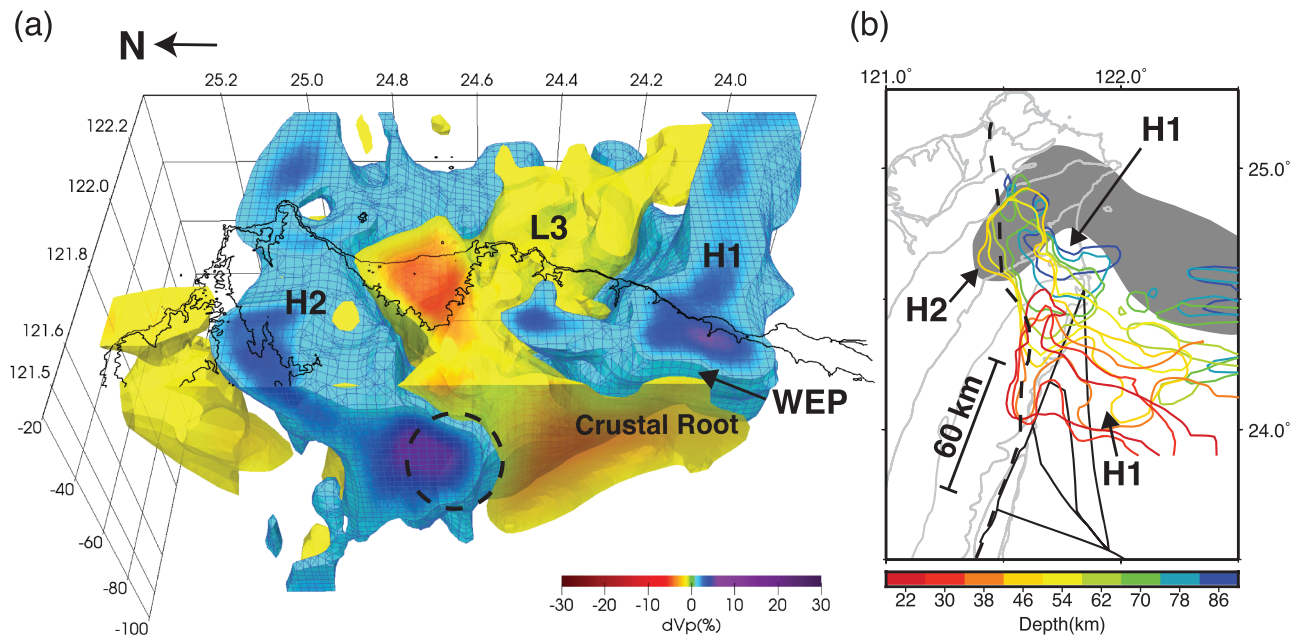 (a)
N
25.2 25.0 24.8 24.6 24.4 24.2 24.0
122.2
122.0
121.8
121.6
121.5
-20
-40
-60
-80
-100
L3
H1
H2
WEP
Crustal Root
-30 -20 -10 0 10 20 30
dVp(%)
(b)
121.0° 122.0°
H1
25.0°
H2
60 km
24.0°
H1
22 30 38 46 54 62 70 78 86
Depth(km)